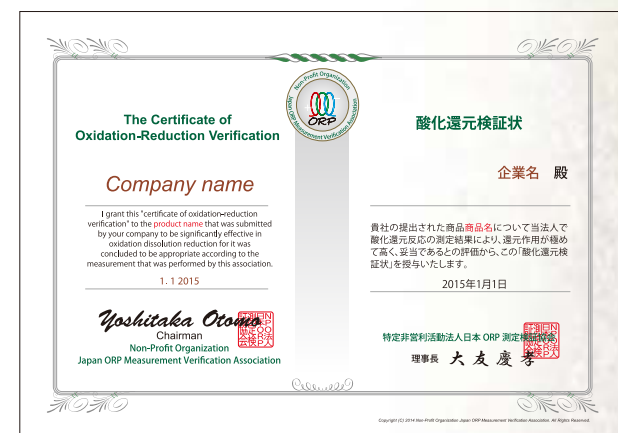 Non-Profit Organization
Japan ORP Measurement Verification Association
ORP
The Certificate of
Oxidation-Reduction Verification
Company name
I grant this "certificate of oxidation-reduction
verification" to the product name that was submitted
by your company to be significantly effective in
oxidation dissolution reduction for it was
concluded to be appropriate according to the
measurement that was performed by this association.
1. 1 2015
Yoshitaka Otomo
Chairman
Non-Profit Organization
Japan ORP Measurement Verification Association
酸化還元検証状
企業名 殿
貴社の提出された商品商品名について当法人で
酸化還元反応の測定結果により、還元作用が極め
て高く、妥当であるとの評価から、この「酸化還元検
証状」を授与いたします。
2015年1月1日
特定非営利活動法人日本 ORP 測定検証協会
理事長 大友慶孝
Copyright (C) 2014 Non-Profit Organization Japan ORP Measurement Verification Association. All Rights Reserved.